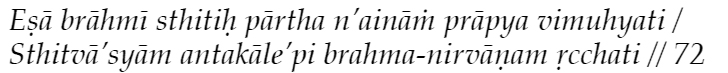 Eṣā brāhmī sthitiḥ pārtha n’aināṁ prāpya vimuhyati /
Sthitvā’syām antakāle’pi brahma-nirvāṇam ṛcchati // 72